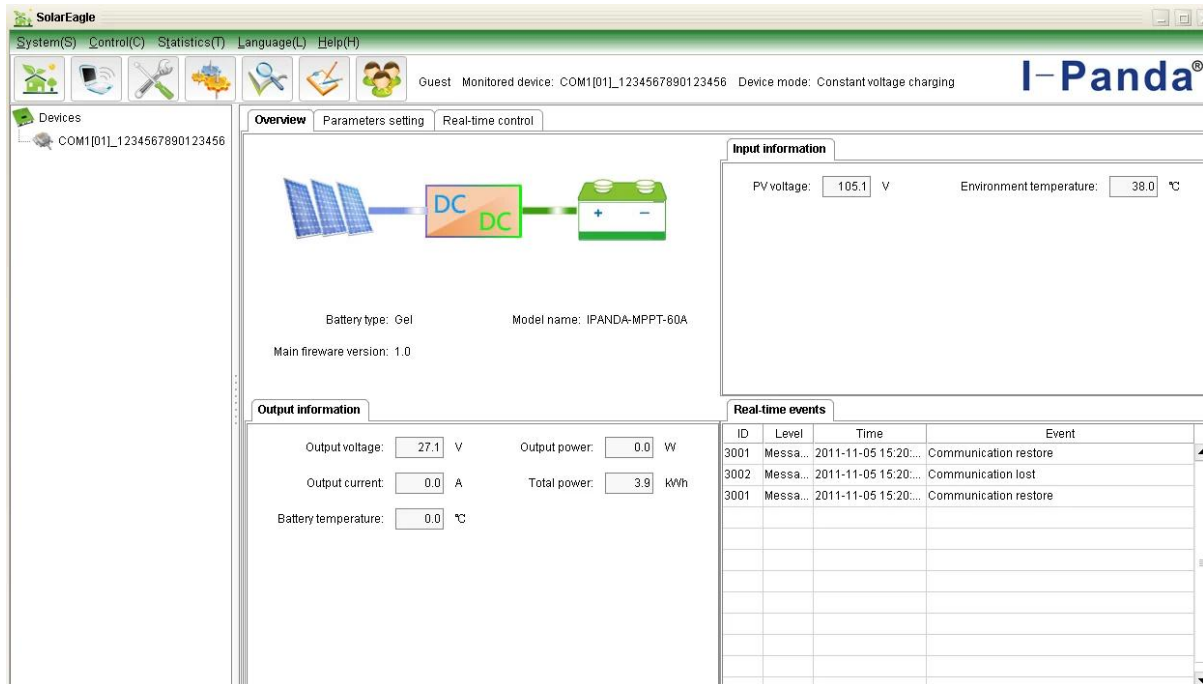 SolarEagle
System(S) Control(C) Statistics(T) Language(L) Help(H)
Guest Monitored device: COM1[01]_1234567890123456 Device mode: Constant voltage charging
I-Panda®
Devices
COM1[01]_1234567890123456
Overview Parameters setting Real-time control
DC
DC
+ −
Battery type: Gel Model name: IPANDA-MPPT-60A
Main fireware version: 1.0
Input information
PV voltage: 105.1 V Environment temperature: 38.0 °C
Output information
Output voltage: 27.1 V Output power: 0.0 W
Output current: 0.0 A Total power: 3.9 kWh
Battery temperature: 0.0 °C
Real-time events
ID Level Time Event
3001 Messa... 2011-11-05 15:20:... Communication restore
3002 Messa... 2011-11-05 15:20:... Communication lost
3001 Messa... 2011-11-05 15:20:... Communication restore